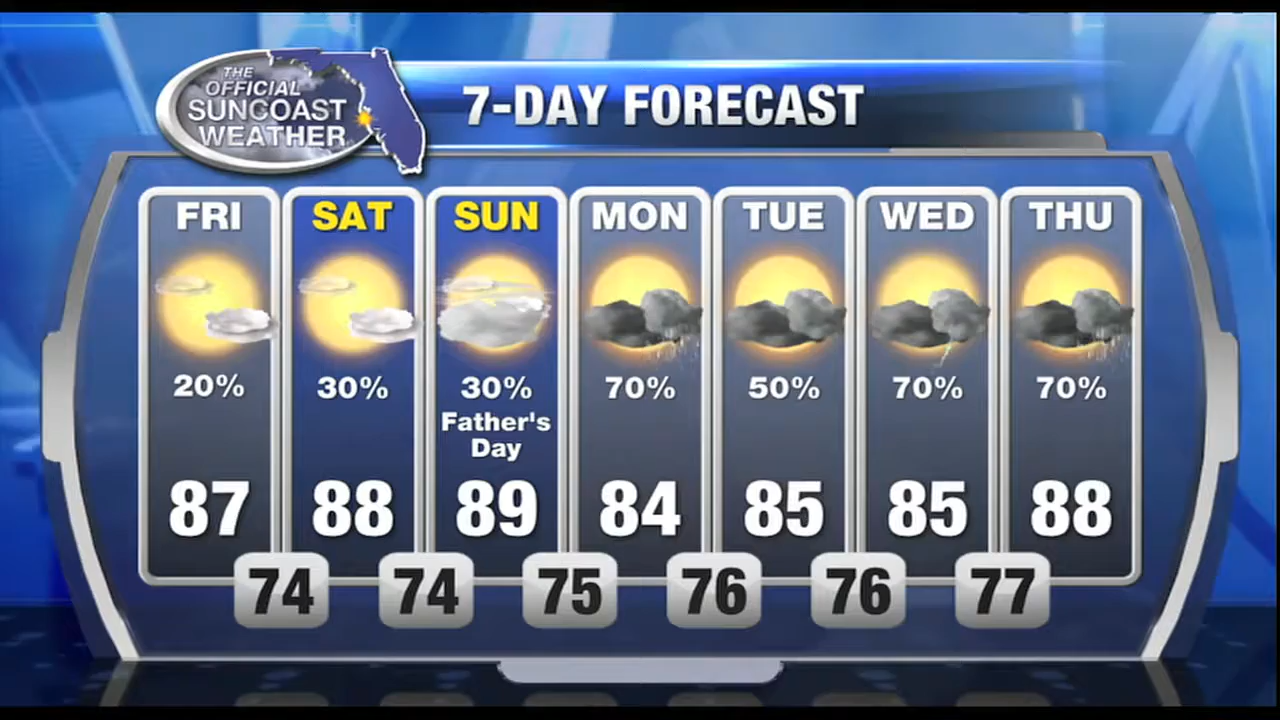 THE
OFFICIAL
SUNCOAST
WEATHER
7-DAY FORECAST
FRI SAT SUN MON TUE WED THU
20% 30% 30% 70% 50% 70% 70%
Father's
Day
87 88 89 84 85 85 88
74 74 75 76 76 77